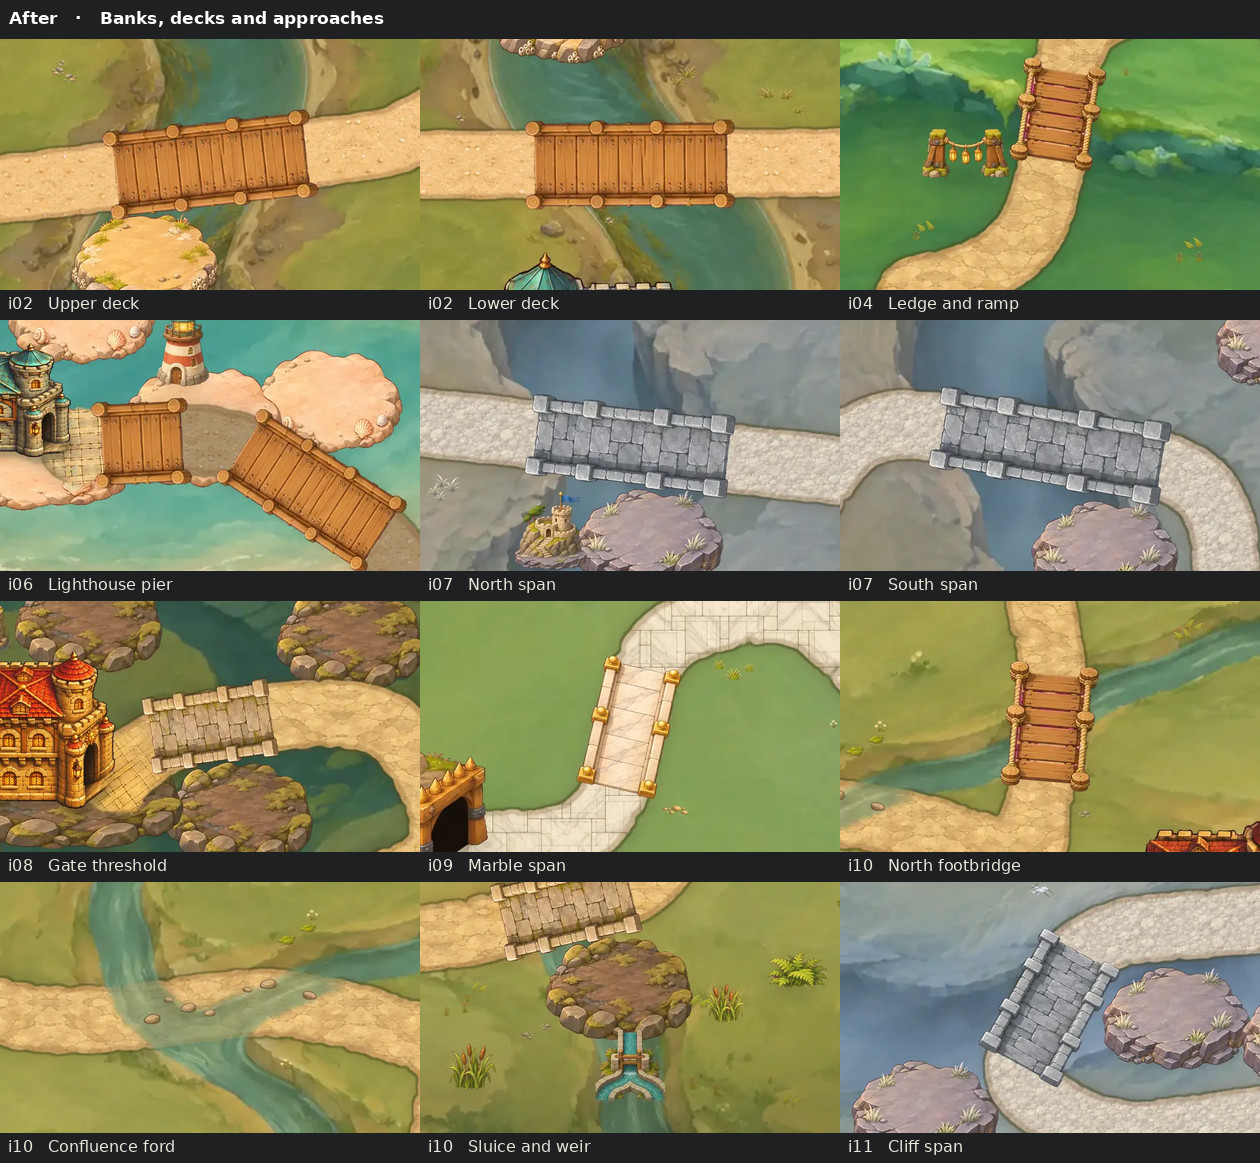 After · Banks, decks and approaches
i02 Upper deck
i02 Lower deck
i04 Ledge and ramp
i06 Lighthouse pier
i07 North span
i07 South span
i08 Gate threshold
i09 Marble span
i10 North footbridge
i10 Confluence ford
i10 Sluice and weir
i11 Cliff span